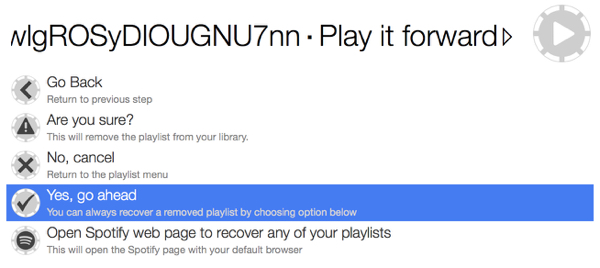 wlgROSyDIOUGNU7nn · Play it forward
Go Back
Return to previous step
Are you sure?
This will remove the playlist from your library.
No, cancel
Return to the playlist menu
Yes, go ahead
You can always recover a removed playlist by choosing option below
Open Spotify web page to recover any of your playlists
This will open the Spotify page with your default browser